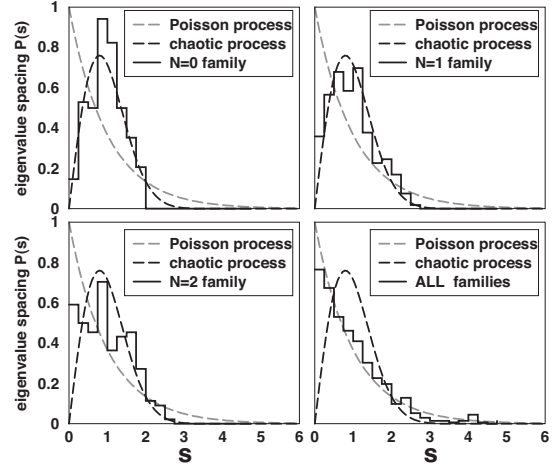 eigenvalue spacing P(s)
1
0.8
0.6
0.4
0.2
0
Poisson process
chaotic process
N=0 family
Poisson process
chaotic process
N=1 family
eigenvalue spacing P(s)
1
0.8
0.6
0.4
0.2
0
Poisson process
chaotic process
N=2 family
Poisson process
chaotic process
ALL families
0 1 2 3 4 5 6
0 1 2 3 4 5 6
S
S